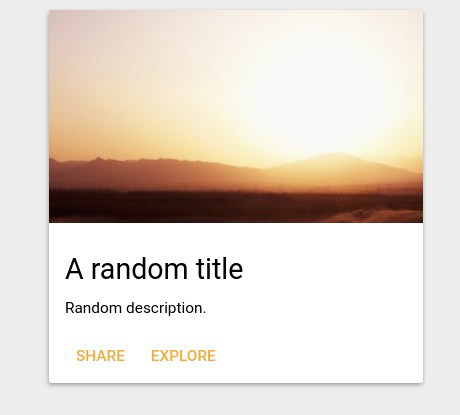 A random title
Random description.
SHARE EXPLORE